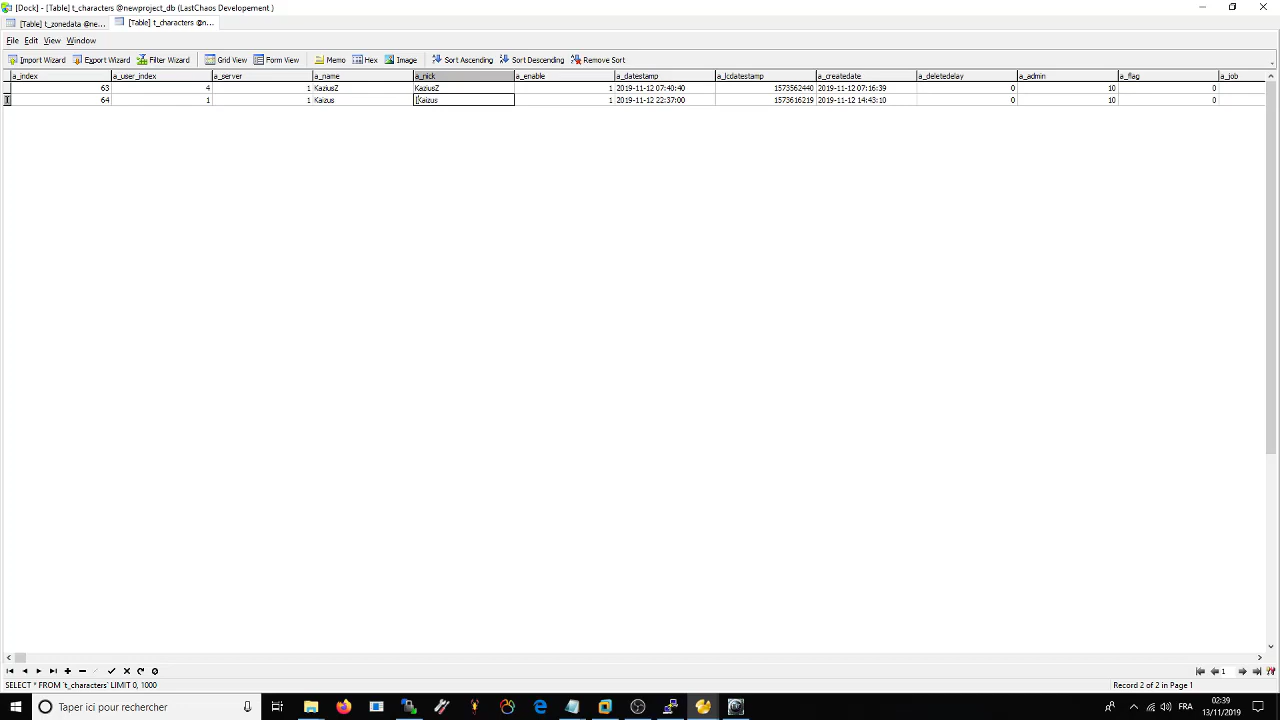 [Dock] - [Table] t_characters @newproject_db (LastChaos Developement )
[Table] t_zonedata @ne... [Table] t_characters @n...
File Edit View Window
Import Wizard Export Wizard Filter Wizard Grid View Form View Memo Hex Image Sort Ascending Sort Descending Remove Sort
a_index a_user_index a_server a_name a_nick a_enable a_datestamp a_lcdatestamp a_createdate a_deletedelay a_admin a_flag a_job
63 4 1 KaziusZ KaziusZ 1 2019-11-12 07:40:40 1573562440 2019-11-12 07:16:39 0 10 0
64 1 1 Kaizus [Kaizus 1 2019-11-12 22:37:00 1573616219 2019-11-12 14:43:10 0 10 0
1
SELECT * FROM `t_characters` LIMIT 0, 1000 Record 2 of 2 in Page 1
Taper ici pour rechercher FRA 02:39
13/11/2019